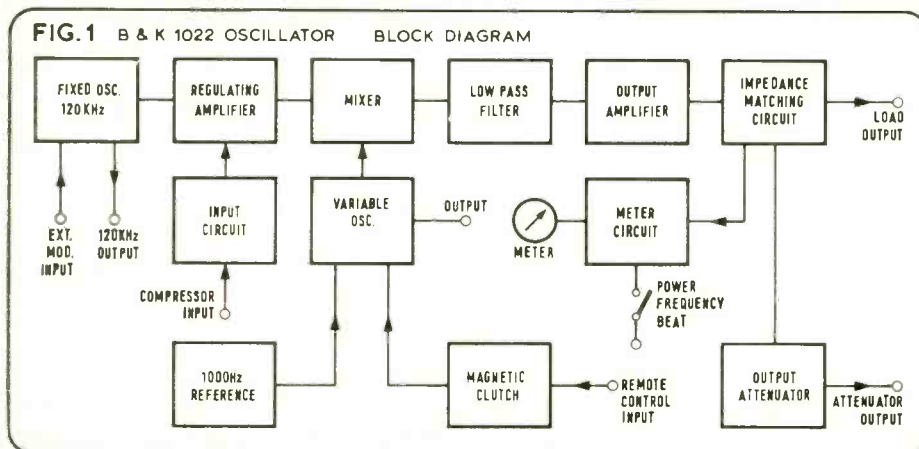 FIG.1 B & K 1022 OSCILLATOR BLOCK DIAGRAM
FIXED OSC.
120KHz
REGULATING
AMPLIFIER
MIXER
LOW PASS
FILTER
OUTPUT
AMPLIFIER
IMPEDANCE
MATCHING
CIRCUIT
LOAD
OUTPUT
EXT.
MOD.
INPUT
120KHz
OUTPUT
INPUT
CIRCUIT
COMPRESSOR
INPUT
VARIABLE
OSC.
OUTPUT
METER
METER
CIRCUIT
POWER
FREQUENCY
BEAT
1000Hz
REFERENCE
MAGNETIC
CLUTCH
REMOTE
CONTROL
INPUT
OUTPUT
ATTENUATOR
ATTENUATOR
OUTPUT